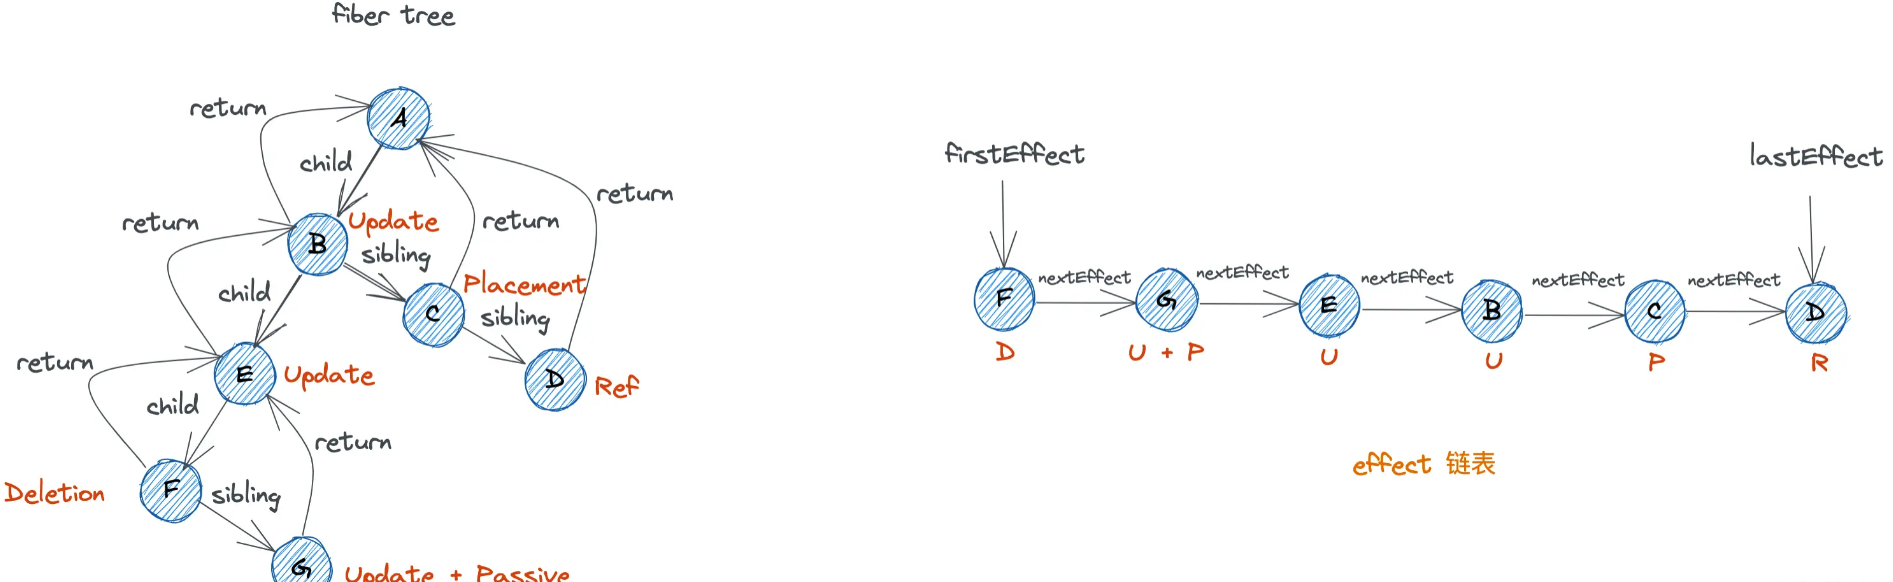 fiber tree
A
return
child
return
return
B
Update
return
sibling
child
Placement
C
sibling
return
E
Update
D
Ref
child
return
Deletion
F
sibling
G
Update + Passive
firstEffect
lastEffect
F
nextEffect
G
nextEffect
E
nextEffect
B
nextEffect
C
nextEffect
D
D
U + P
U
U
P
R
effect 链表